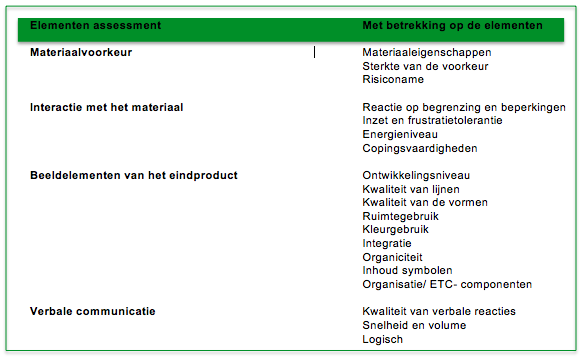 Elementen assessment Met betrekking op de elementen
Materiaalvoorkeur Materiaaleigenschappen
Sterkte van de voorkeur
Risiconame
Interactie met het materiaal Reactie op begrenzing en beperkingen
Inzet en frustratietolerantie
Energieniveau
Copingsvaardigheden
Beeldelementen van het eindproduct Ontwikkelingsniveau
Kwaliteit van lijnen
Kwaliteit van de vormen
Ruimtegebruik
Kleurgebruik
Integratie
Organiciteit
Inhoud symbolen
Organisatie/ ETC- componenten
Verbale communicatie Kwaliteit van verbale reacties
Snelheid en volume
Logisch